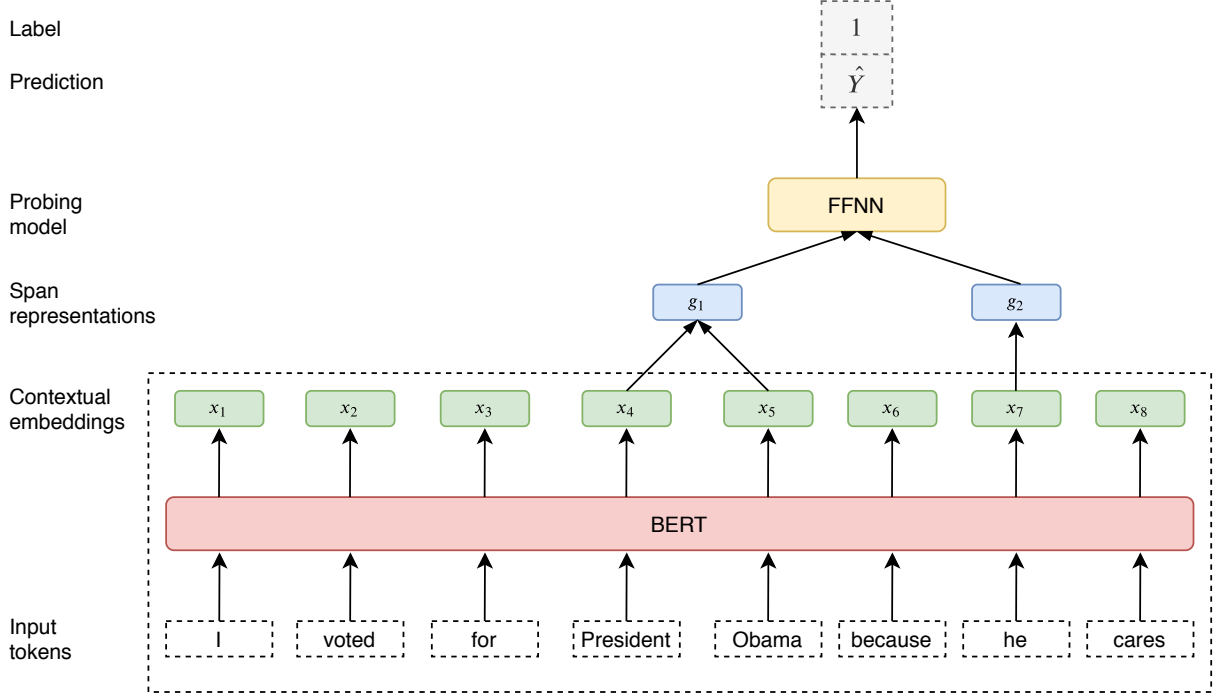 Label
1
Prediction
Ŷ
Probing
model
FFNN
Span
representations
g₁ g₂
Contextual
embeddings
x₁ x₂ x₃ x₄ x₅ x₆ x₇ x₈
BERT
Input
tokens
I voted for President Obama because he cares